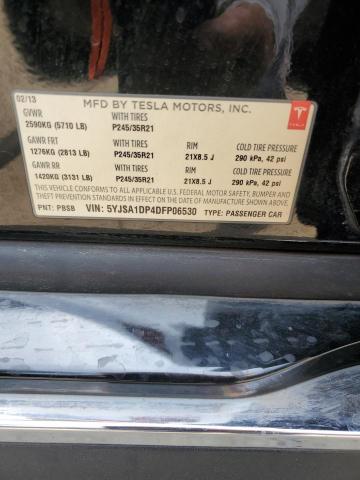 02/13 MFD BY TESLA MOTORS, INC.
GVWR WITH TIRES
2590KG (5710 LB) P245/35R21
GAWR FRT WITH TIRES RIM COLD TIRE PRESSURE
1276KG (2813 LB) P245/35R21 21X8.5 J 290 kPa, 42 psi
GAWR RR WITH TIRES RIM COLD TIRE PRESSURE
1420KG (3131 LB) P245/35R21 21X8.5 J 290 kPa, 42 psi
THIS VEHICLE CONFORMS TO ALL APPLICABLE U.S. FEDERAL MOTOR VEHICLE SAFETY, BUMPER,
AND THEFT PREVENTION STANDARDS IN EFFECT ON THE DATE OF MANUFACTURE SHOWN ABOVE.
PNT: PBSB VIN: 5YJSA1DP4DFP06530 TYPE: PASSENGER CAR
TESLA